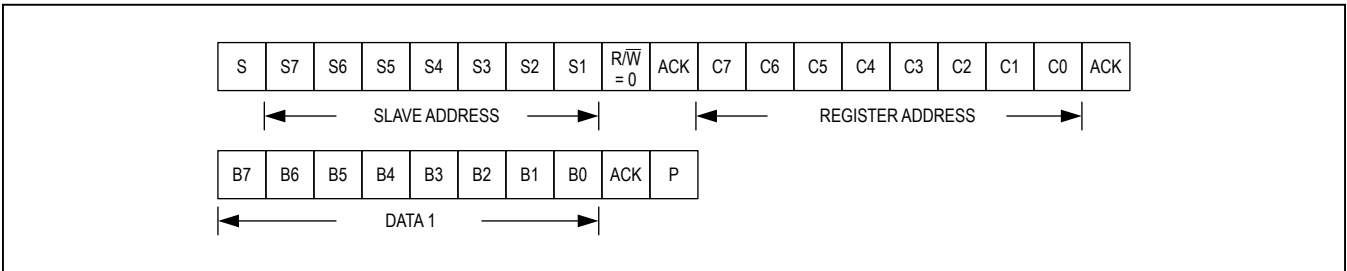 S S7 S6 S5 S4 S3 S2 S1 R/W̅ = 0 ACK C7 C6 C5 C4 C3 C2 C1 C0 ACK
SLAVE ADDRESS REGISTER ADDRESS
B7 B6 B5 B4 B3 B2 B1 B0 ACK P
DATA 1